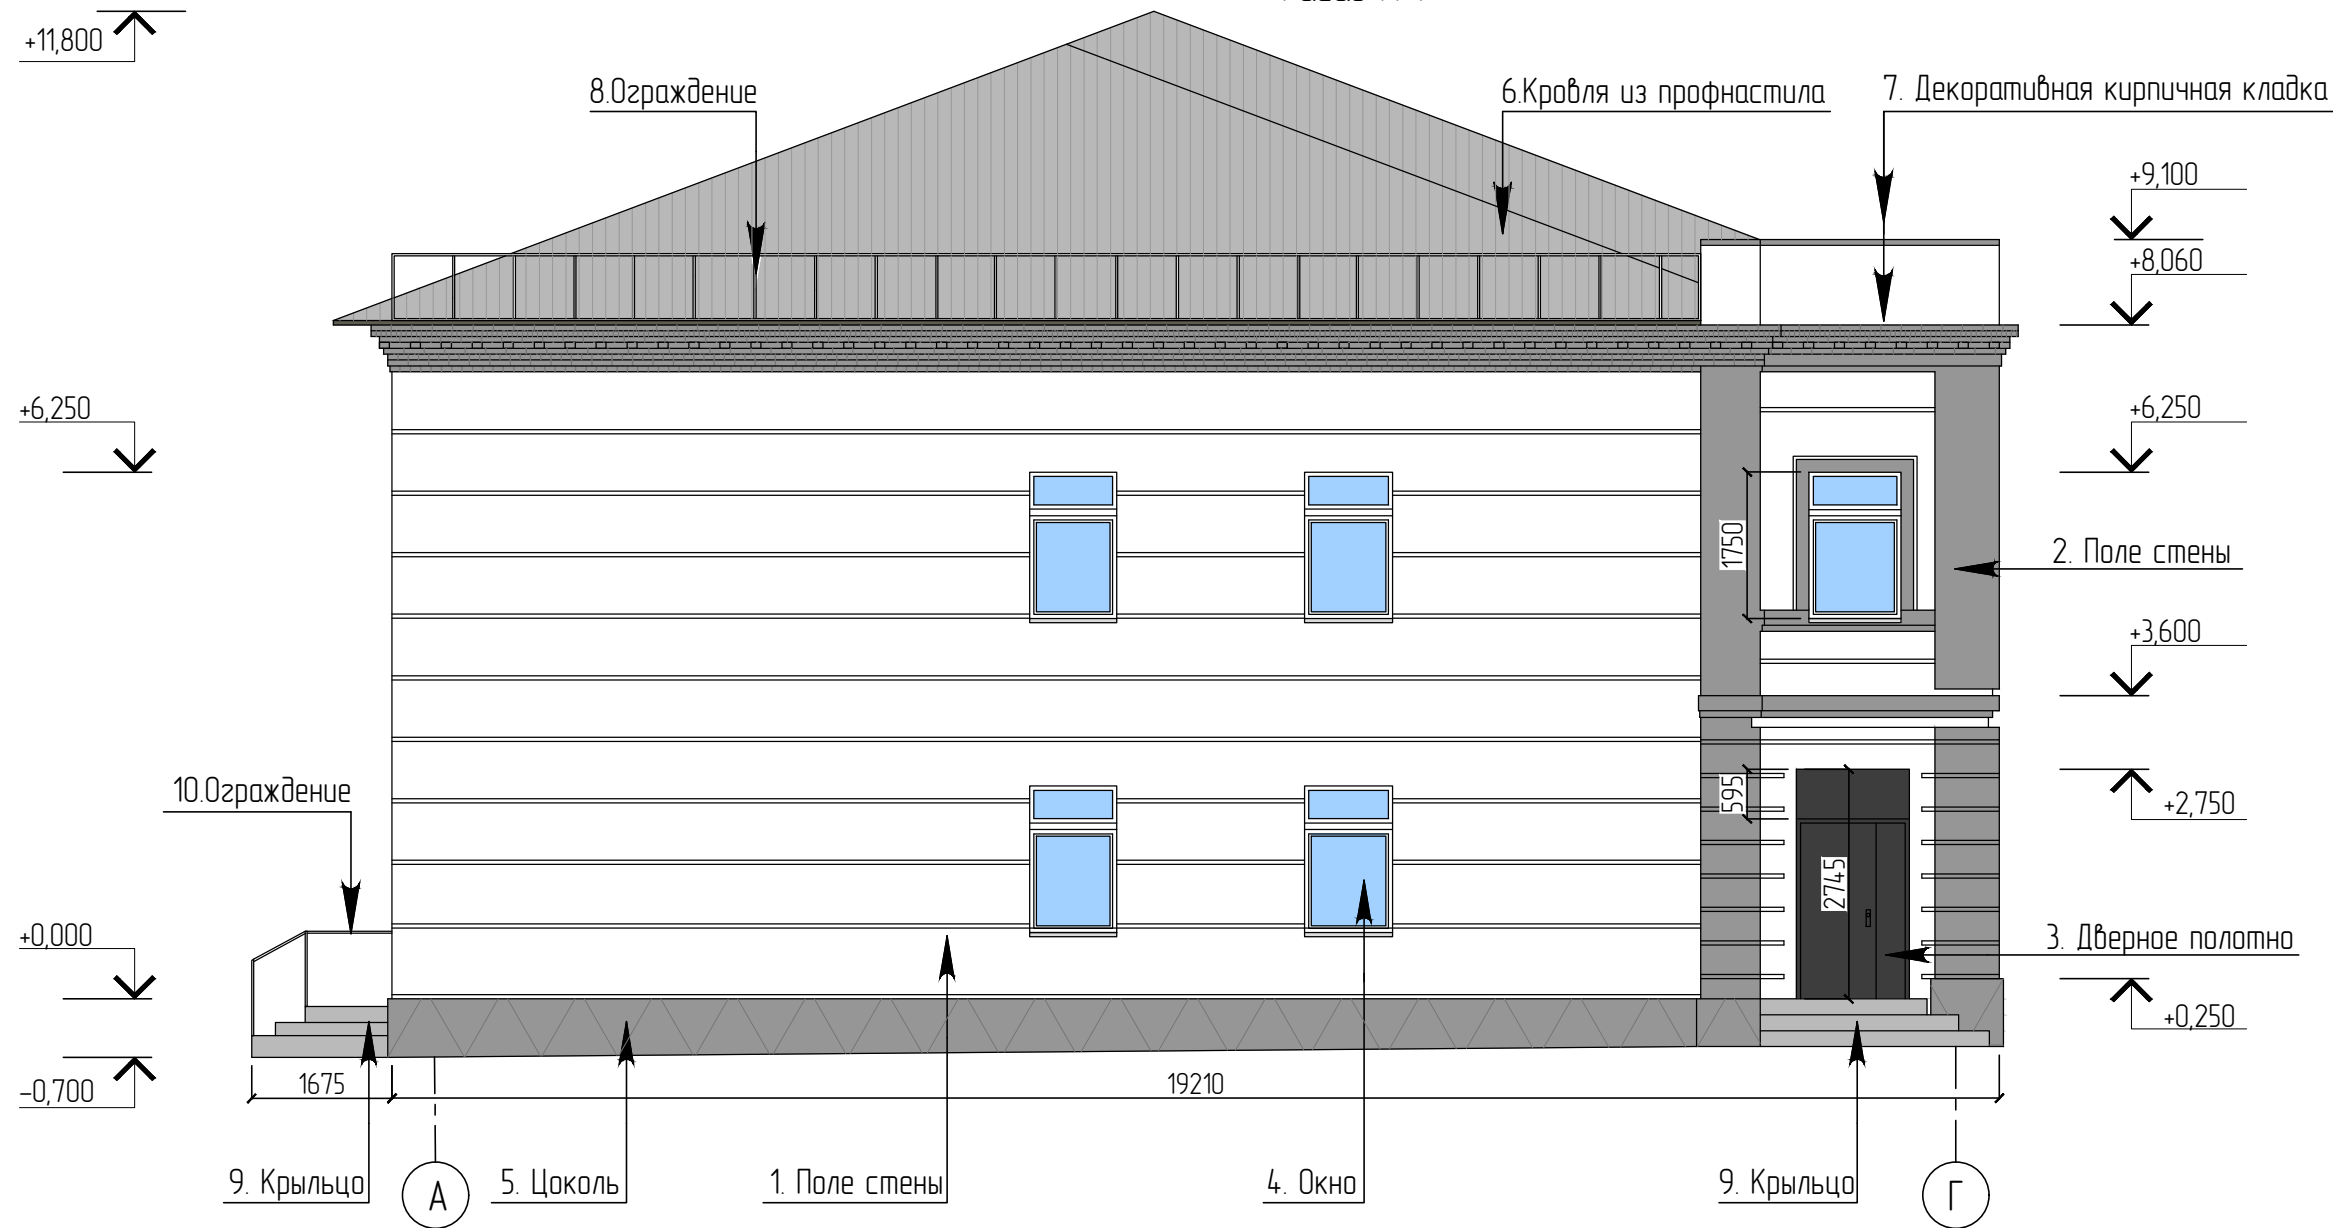 +11,800
8.Ограждение
6.Кровля из профнастила
7. Декоративная кирпичная кладка
+9,100
+8,060
+6,250
+6,250
1750
2. Поле стены
+3,600
10.Ограждение
595
+2,750
2745
+0,000
3. Дверное полотно
+0,250
-0,700
1675
19210
9. Крыльцо
А
5. Цоколь
1. Поле стены
4. Окно
9. Крыльцо
Г